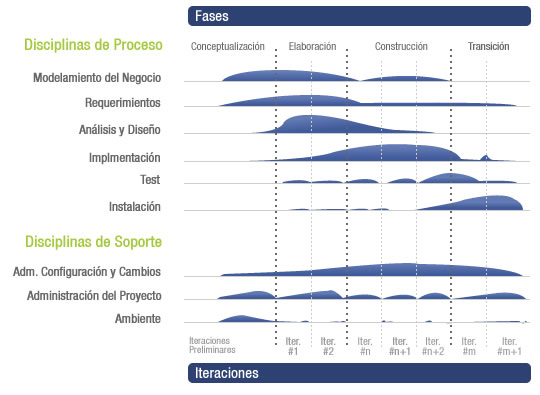 Fases
Disciplinas de Proceso
Conceptualización Elaboración Construcción Transición
Modelamiento del Negocio
Requerimientos
Análisis y Diseño
Implmentación
Test
Instalación
Disciplinas de Soporte
Adm. Configuración y Cambios
Administración del Proyecto
Ambiente
Iteraciones Iter. Iter. Iter. Iter. Iter. Iter. Iter.
Preliminares #1 #2 #n #n+1 #n+2 #m #m+1
Iteraciones